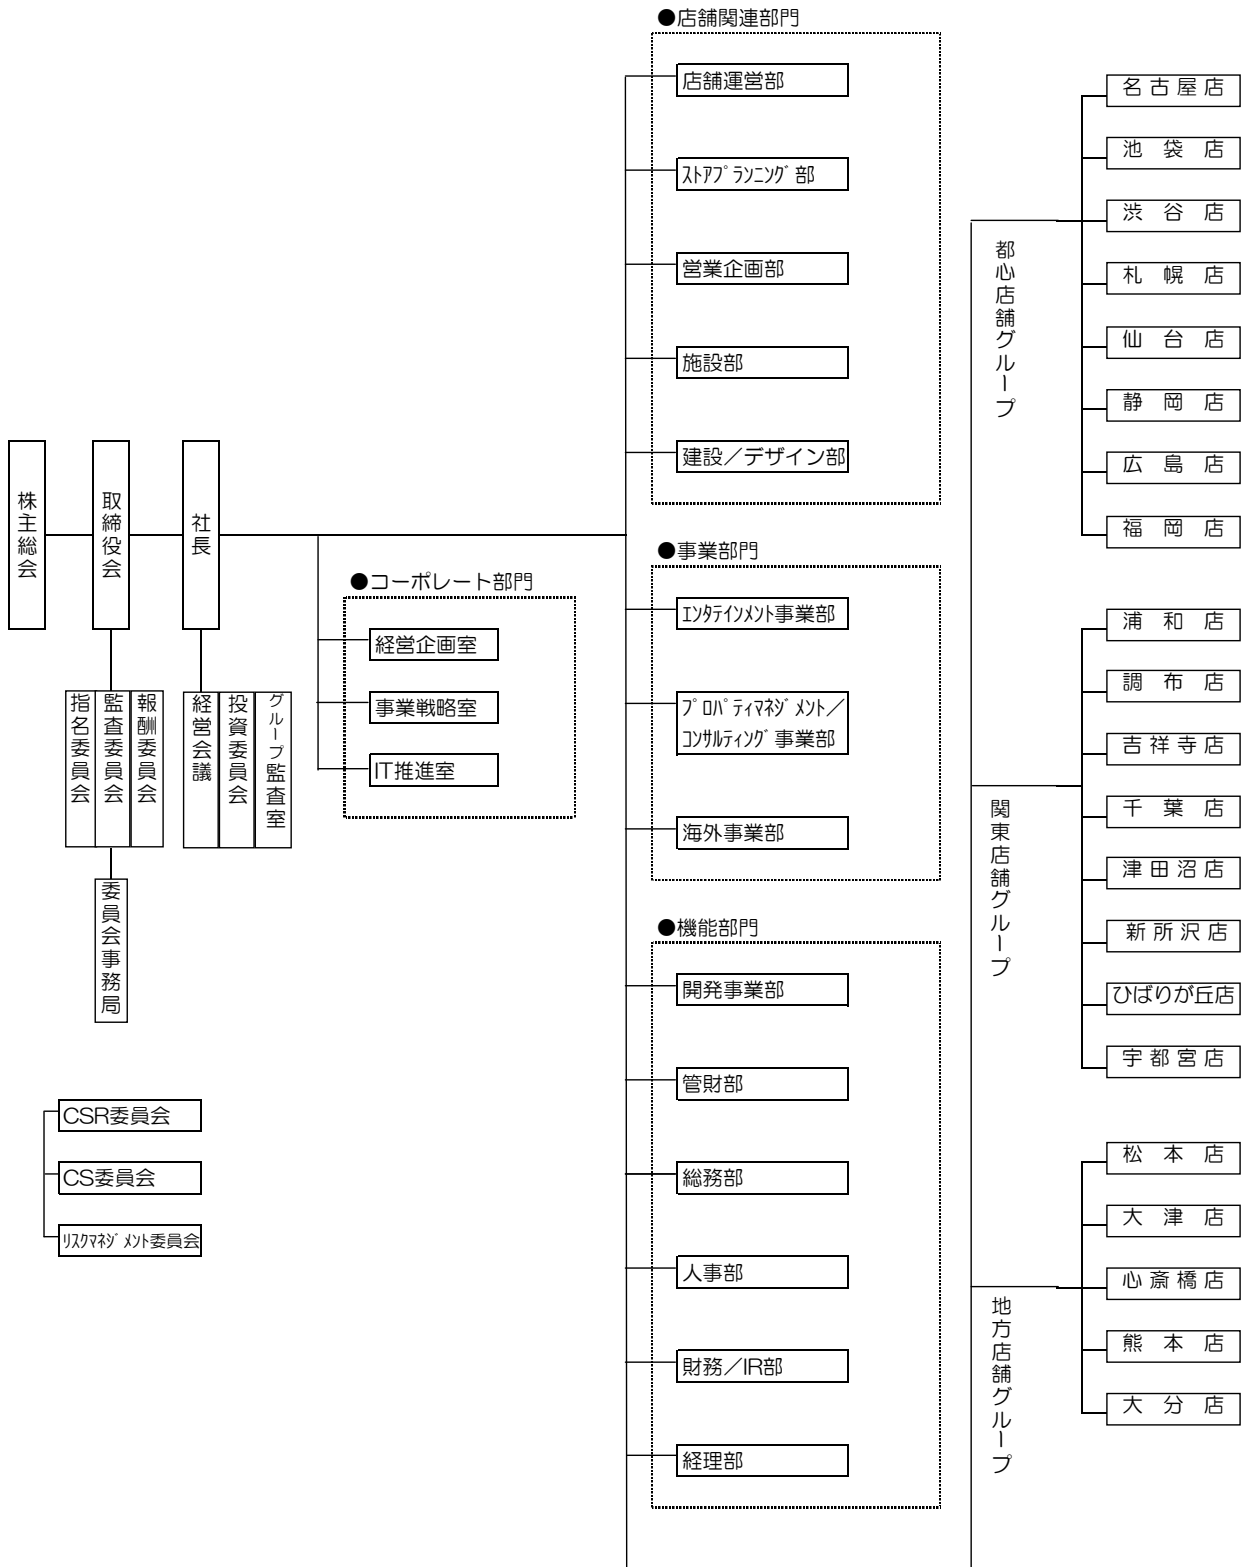 株主総会
取締役会
指名委員会
監査委員会
報酬委員会
委員会事務局
社長
経営会議
投資委員会
グループ監査室
CSR委員会
CS委員会
ﾘｽｸﾏﾈｼﾞﾒﾝﾄ委員会
●コーポレート部門
経営企画室
事業戦略室
IT推進室
●店舗関連部門
店舗運営部
ｽﾄｱﾌﾟﾗﾝﾆﾝｸﾞ部
営業企画部
施設部
建設／デザイン部
●事業部門
ｴﾝﾀﾃｲﾝﾒﾝﾄ事業部
ﾌﾟﾛﾊﾟﾃｨﾏﾈｼﾞﾒﾝﾄ／
ｺﾝｻﾙﾃｨﾝｸﾞ事業部
海外事業部
●機能部門
開発事業部
管財部
総務部
人事部
財務／IR部
経理部
都心店舗グループ
名古屋店
池袋店
渋谷店
札幌店
仙台店
静岡店
広島店
福岡店
関東店舗グループ
浦和店
調布店
吉祥寺店
千葉店
津田沼店
新所沢店
ひばりが丘店
宇都宮店
地方店舗グループ
松本店
大津店
心斎橋店
熊本店
大分店